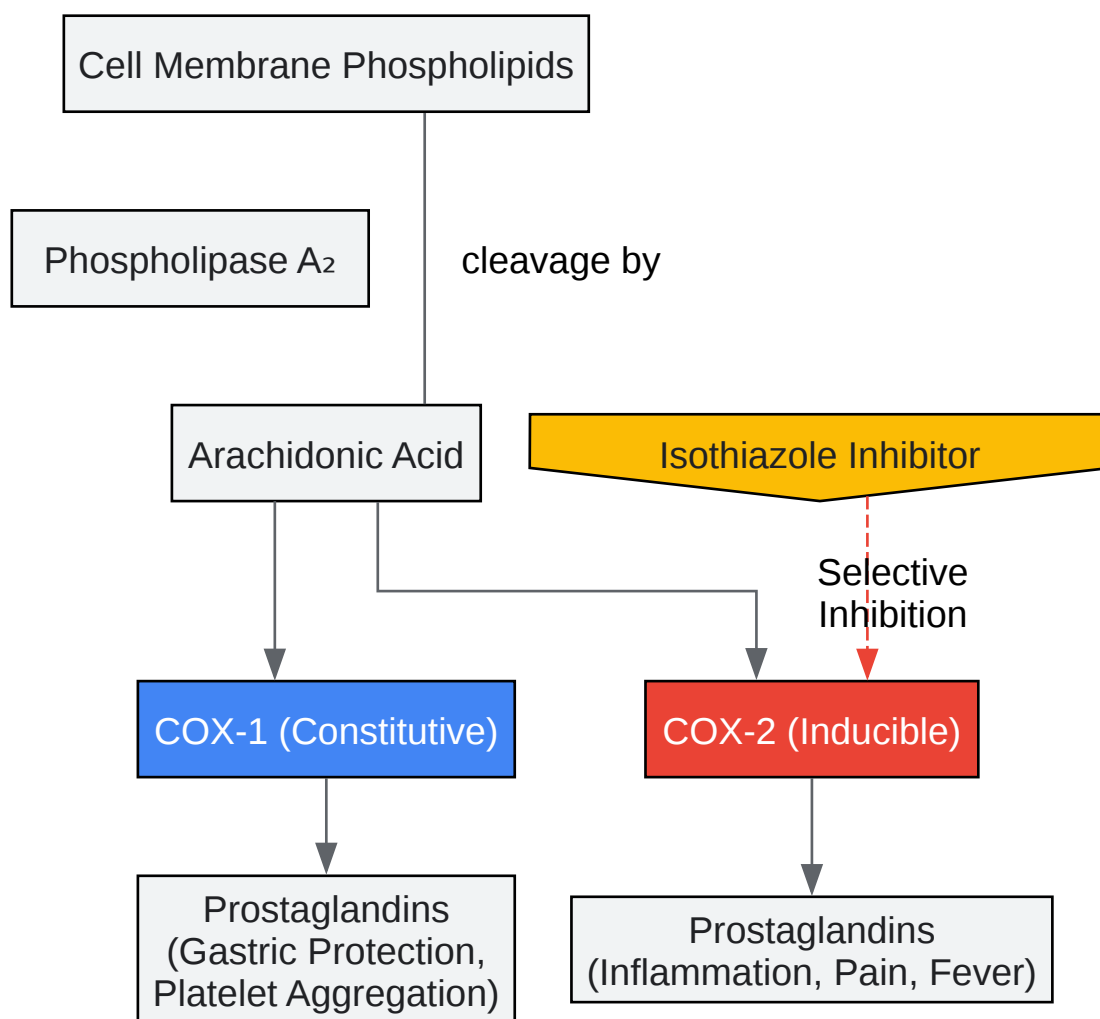 Cell Membrane Phospholipids
Phospholipase A₂
cleavage by
Arachidonic Acid
Isothiazole Inhibitor
Selective
Inhibition
COX-1 (Constitutive)
COX-2 (Inducible)
Prostaglandins
(Gastric Protection,
Platelet Aggregation)
Prostaglandins
(Inflammation, Pain, Fever)